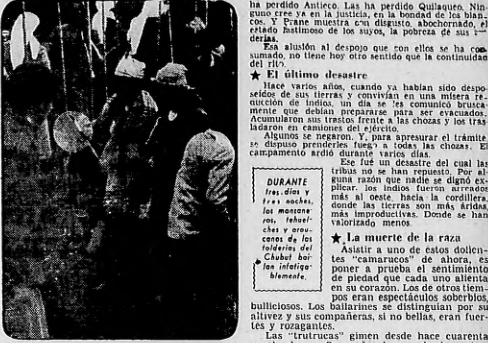 ha perdido Antieco. Las ha perdido Quilaqueo. Nin-
guno cree ya en la justicia, en la bondad de los blan-
cos. Y Prane muestra con disgusto, abochornado, el
estado lastimoso de los suyos, la pobreza de sus
derías.
Esa alusión al despojo que con ellos se ha con-
sumado, no tiene hoy otro sentido que la continuidad
del rito.
★ El último desastre
Hace varios años, cuando ya habían sido despo-
seídos de sus tierras y convivían en una mísera re-
ducción de indios, un día se les comunicó brusca-
mente que debían prepararse para ser evacuados.
Acumularon sus trastos frente a las chozas y los tras-
ladaron en camiones del ejército.
Algunos se negaron. Y, para apresurar el trámite,
se dispuso prenderles fuego a todas las chozas. El
campamento ardió durante varios días.
Ese fué un desastre del cual las
tribus no se han repuesto. Por al-
guna razón que nadie se dignó ex-
plicar, los indios fueron arreados
más al oeste, hacia la cordillera,
donde las tierras son más áridas,
más improductivas. Donde se han
valorizado menos.
DURANTE
tres días y
tres noches,
los manzane-
ros, tehuel-
ches y arau-
canos de las
tolderías del
Chubut bai-
lan infatiga-
blemente.
★ La muerte de la raza
Asistir a uno de estos dolien-
tes "camarucos" de ahora, es
poner a prueba el sentimiento
de piedad que cada uno alienta
en su corazón. Los de otros tiem-
pos eran espectáculos soberbios,
bulliciosos. Los bailarines se distinguían por su
altivez y sus compañeras, si no bellas, eran fuer-
tes y rozagantes.
Las "trutrucas" gimen desde hace cuarenta